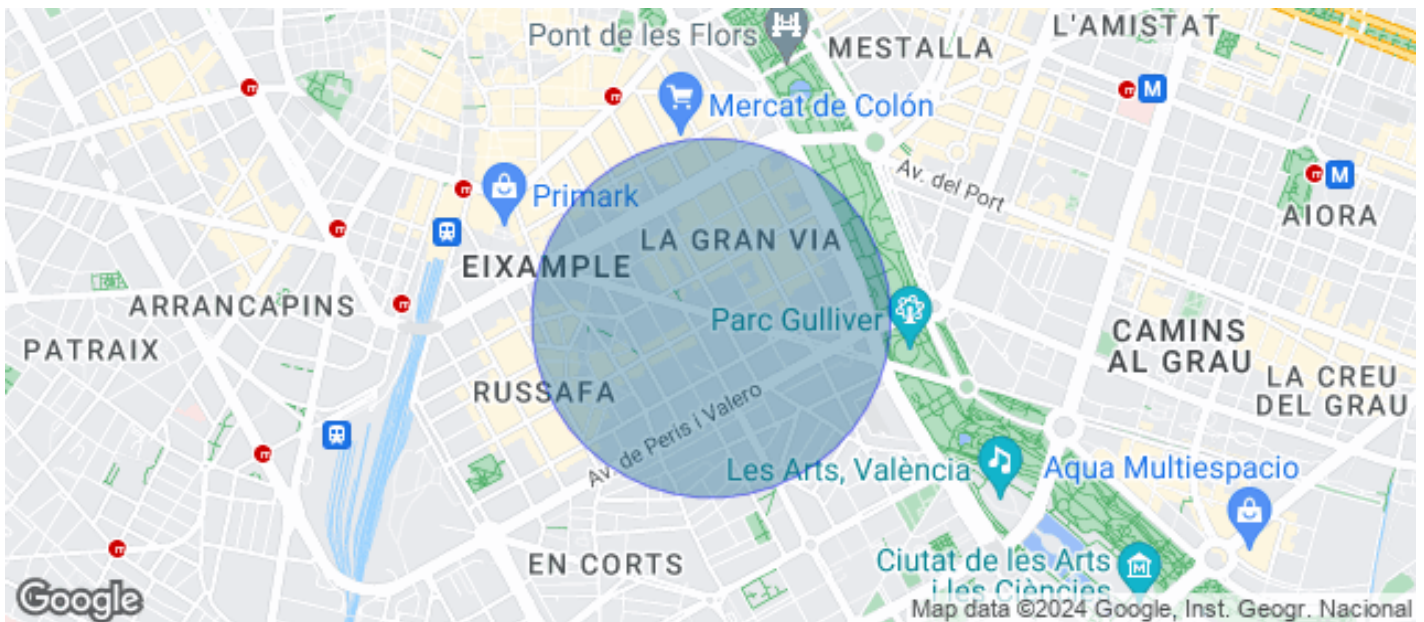 L'AMISTAT
Pont de les Flors
MESTALLA
M
Mercat de Colón
Av. del Port
M
Primark
AIORA
LA GRAN VIA
EIXAMPLE
ARRANCAPINS
Parc Gulliver
CAMINS
AL GRAU
PATRAIX
LA CREU
DEL GRAU
RUSSAFA
Av. de Peris i Valero
Les Arts, València
Aqua Multiespacio
EN CORTS
Ciutat de les Arts
i les Ciències
Google
Map data ©2024 Google, Inst. Geogr. Nacional